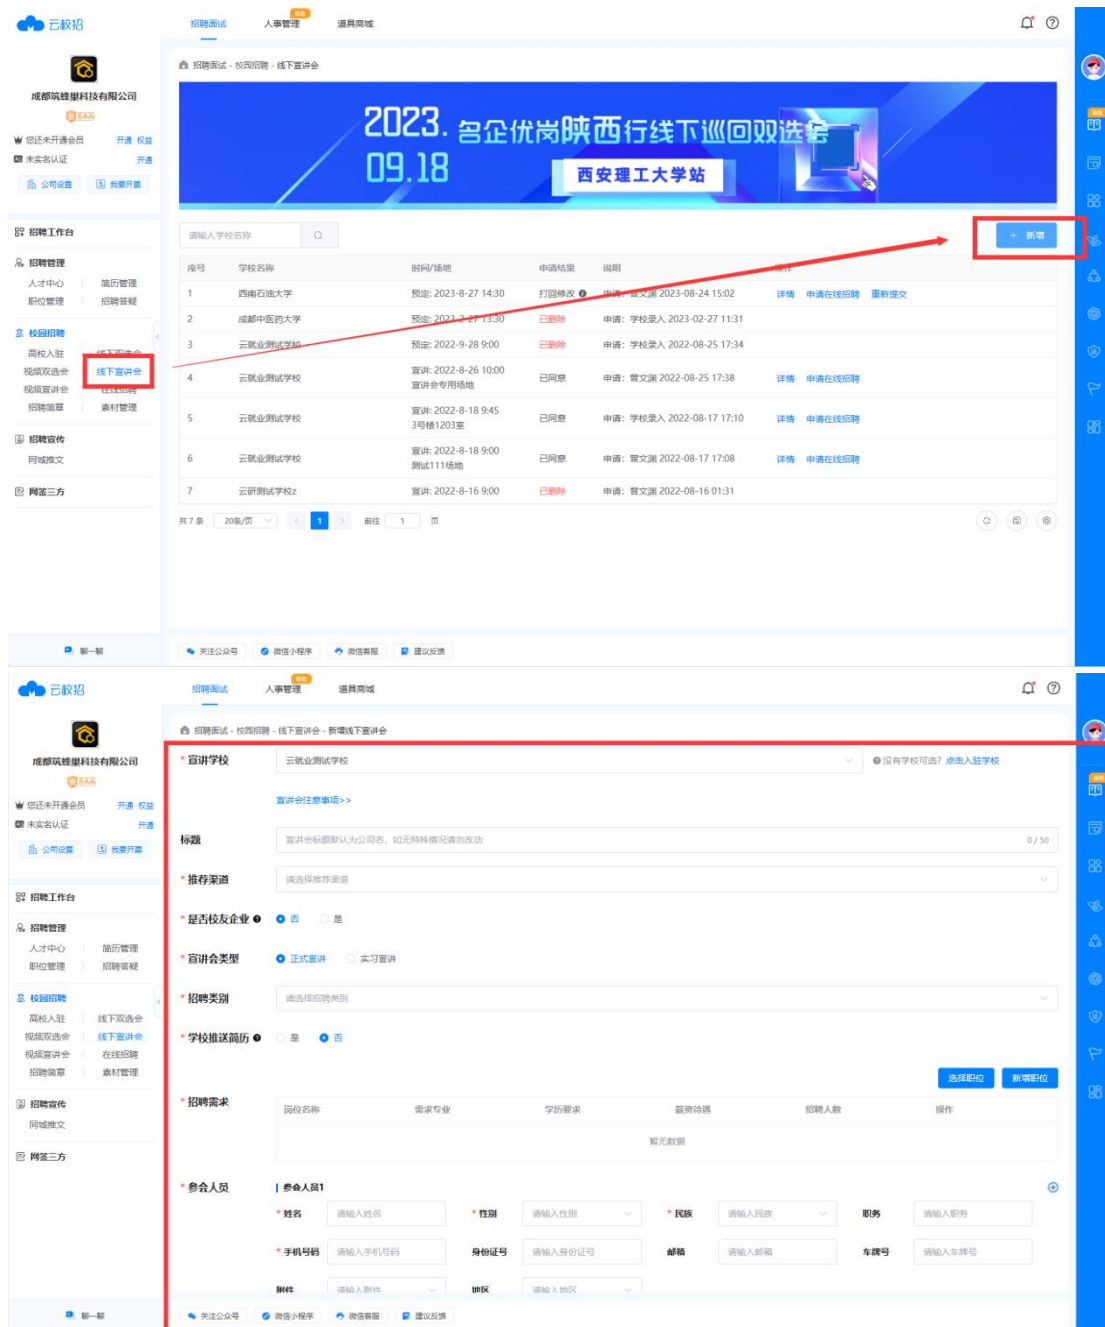 云校招
招聘面试 人事管理 道具商城
成都筑蜂巢科技有限公司
您还未开通会员 开通 权益
未实名认证 开通
公司设置 我要开票
招聘工作台
招聘管理
人才中心 简历管理
职位管理 招聘答疑
校园招聘
高校入驻 线下双选会
视频双选会 线下宣讲会
视频宣讲会 在线招聘
招聘简章 素材管理
招聘宣传
同城推文
网签三方
聊一聊
招聘面试 - 校园招聘 - 线下宣讲会
2023.
09.18
名企优岗陕西行线下巡回双选会
西安理工大学站
请输入学校名称
+ 新增
序号 学校名称 时间/场地 申请结果 说明 操作
1 西南石油大学 预定: 2023-8-27 14:30 打回修改 申请: 曾文渊 2023-08-24 15:02 详情 申请在线招聘 重新提交
2 成都中医药大学 预定: 2023-2-27 13:30 已删除 申请: 学校录入 2023-02-27 11:31
3 云就业测试学校 预定: 2022-9-28 9:00 已删除 申请: 学校录入 2022-08-25 17:34
4 云就业测试学校 宣讲: 2022-8-26 10:00 已同意 申请: 曾文渊 2022-08-25 17:38 详情 申请在线招聘
宣讲会专用场地
5 云就业测试学校 宣讲: 2022-8-18 9:45 已同意 申请: 学校录入 2022-08-17 17:10 详情 申请在线招聘
3号楼1203室
6 云就业测试学校 宣讲: 2022-8-18 9:00 已同意 申请: 曾文渊 2022-08-17 17:08 详情 申请在线招聘
测试111场地
7 云研测试学校z 宣讲: 2022-8-16 9:00 已删除 申请: 曾文渊 2022-08-16 01:31
共 7 条 20条/页 < 1 > 前往 1 页
关注公众号 微信小程序 微信客服 建议反馈
云校招
招聘面试 人事管理 道具商城
成都筑蜂巢科技有限公司
您还未开通会员 开通 权益
未实名认证 开通
公司设置 我要开票
招聘工作台
招聘管理
人才中心 简历管理
职位管理 招聘答疑
校园招聘
高校入驻 线下双选会
视频双选会 线下宣讲会
视频宣讲会 在线招聘
招聘简章 素材管理
招聘宣传
同城推文
网签三方
聊一聊
招聘面试 - 校园招聘 - 线下宣讲会 - 新增线下宣讲会
* 宣讲学校 云就业测试学校 没有学校可选? 点击入驻学校
宣讲会注意事项>>
标题 宣讲会标题默认为公司名, 如无特殊情况请勿改动 0 / 50
* 推荐渠道 请选择推荐渠道
* 是否校友企业 否 是
* 宣讲会类型 正式宣讲 实习宣讲
* 招聘类别 请选择招聘类别
* 学校推送简历 是 否
选择职位 新增职位
* 招聘需求 岗位名称 需求专业 学历要求 薪资待遇 招聘人数 操作
暂无数据
* 参会人员 参会人员1
* 姓名 请输入姓名 * 性别 请输入性别 * 民族 请输入民族 职务 请输入职务
* 手机号码 请输入手机号码 身份证号 请输入身份证号 邮箱 请输入邮箱 车牌号 请输入车牌号
附件 请输入附件 地区 请输入地区
关注公众号 微信小程序 微信客服 建议反馈